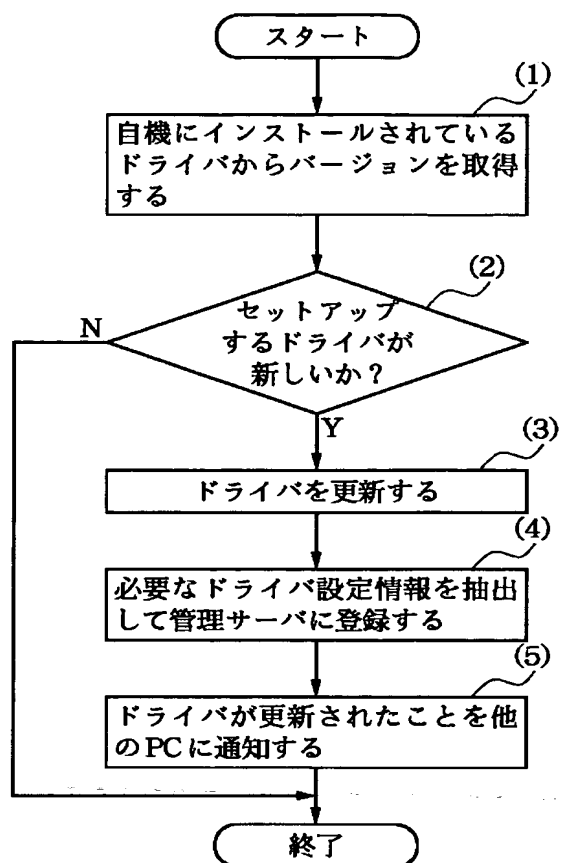 スタート
(1)
自機にインストールされている
ドライバからバージョンを取得
する
(2)
セットアップ
するドライバが
新しいか?
N
Y
(3)
ドライバを更新する
(4)
必要なドライバ設定情報を抽出
して管理サーバに登録する
(5)
ドライバが更新されたことを他
のPCに通知する
終了